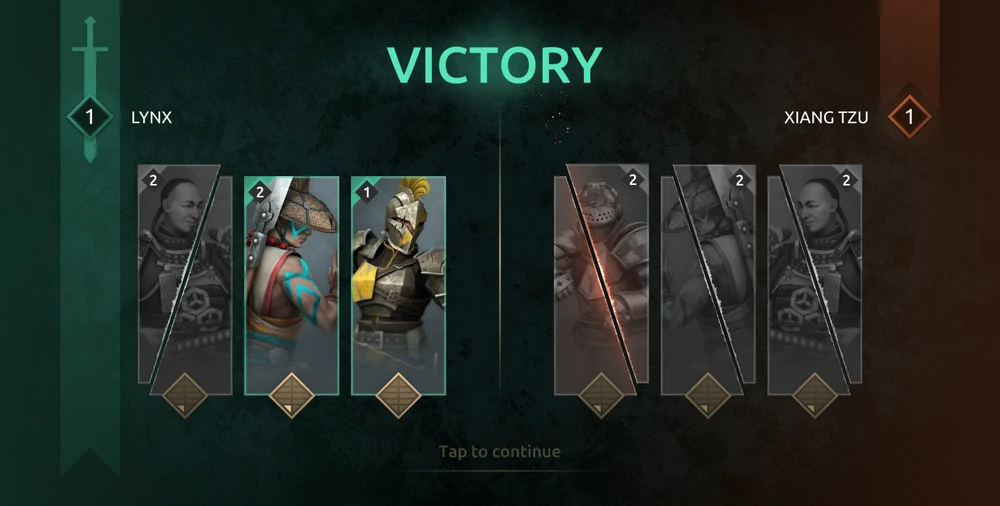 VICTORY
1 LYNX
XIANG TZU 1
2 2 1 2 2 2
Tap to continue